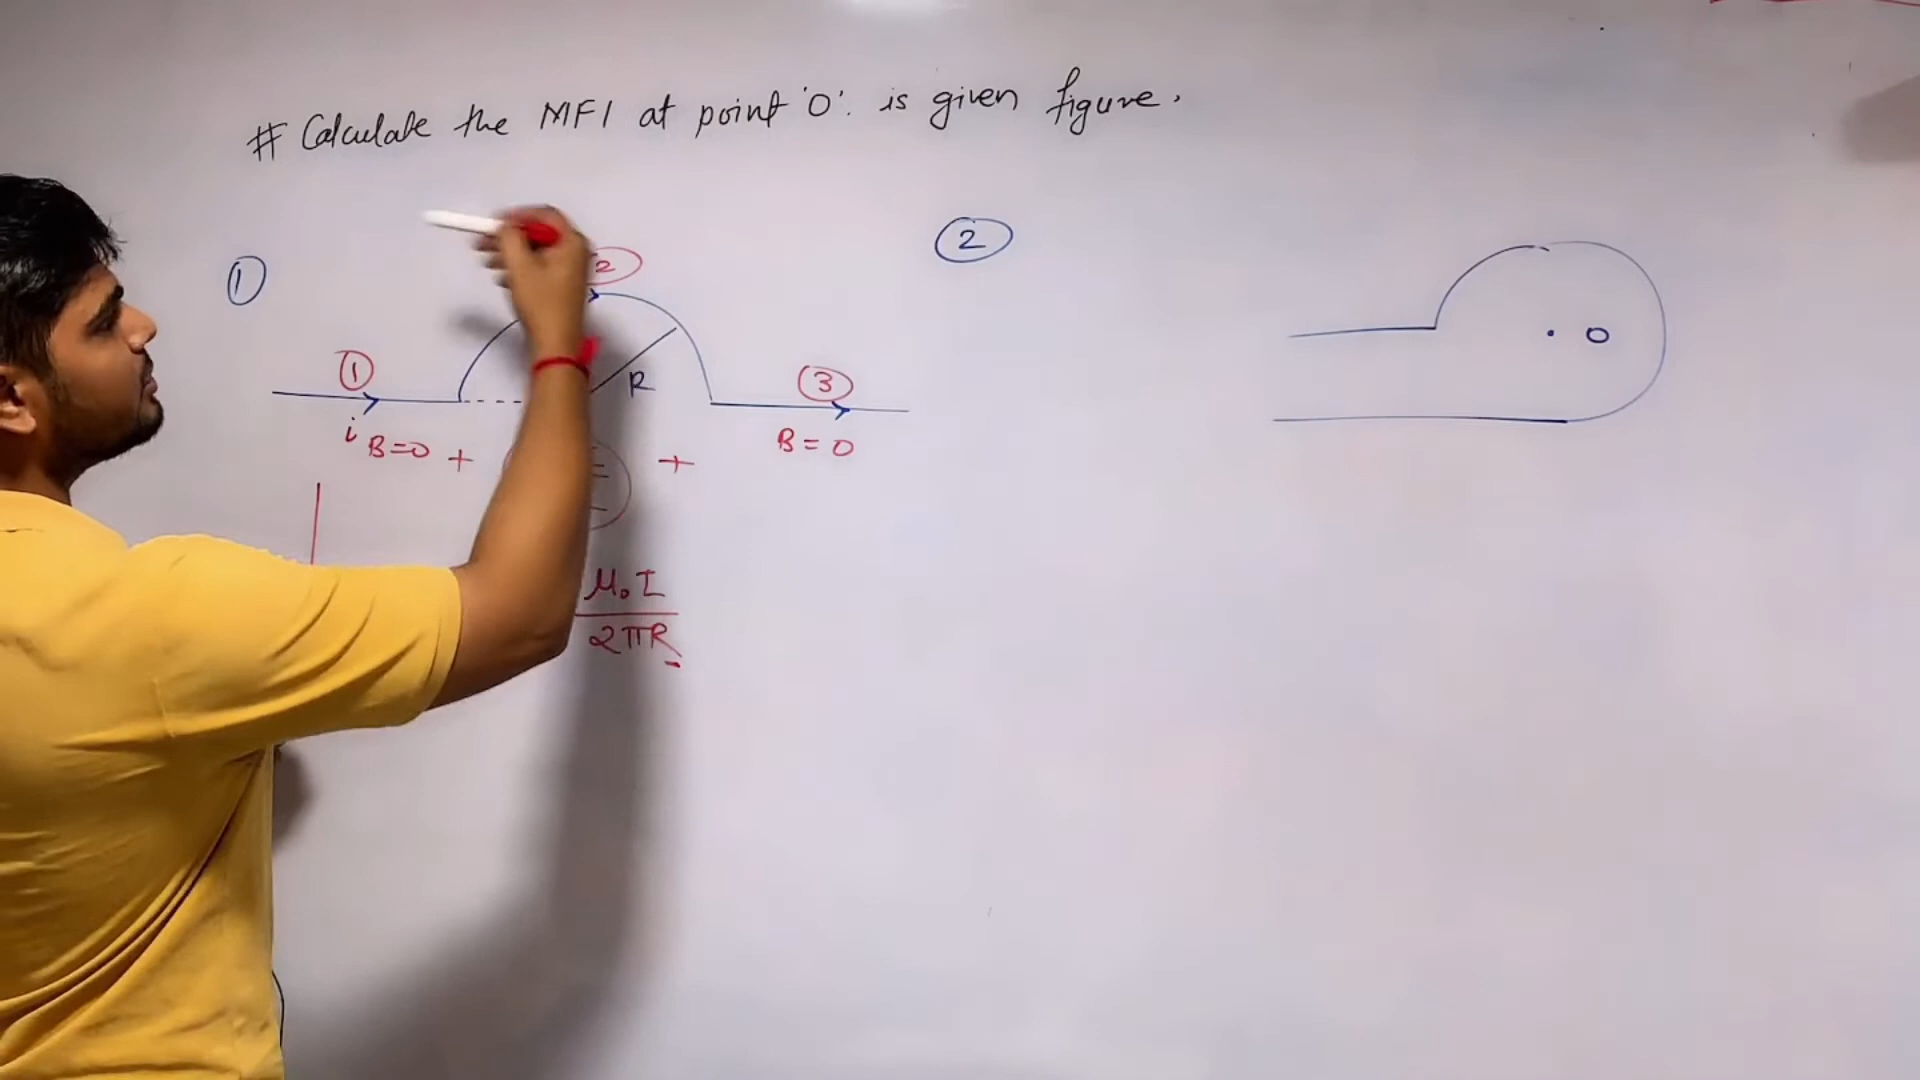 # Calculate the MFI at point 'O'. is given figure.
① ② ②
① R ③ . O
i B=0 + + B = 0
μ₀I
2πR